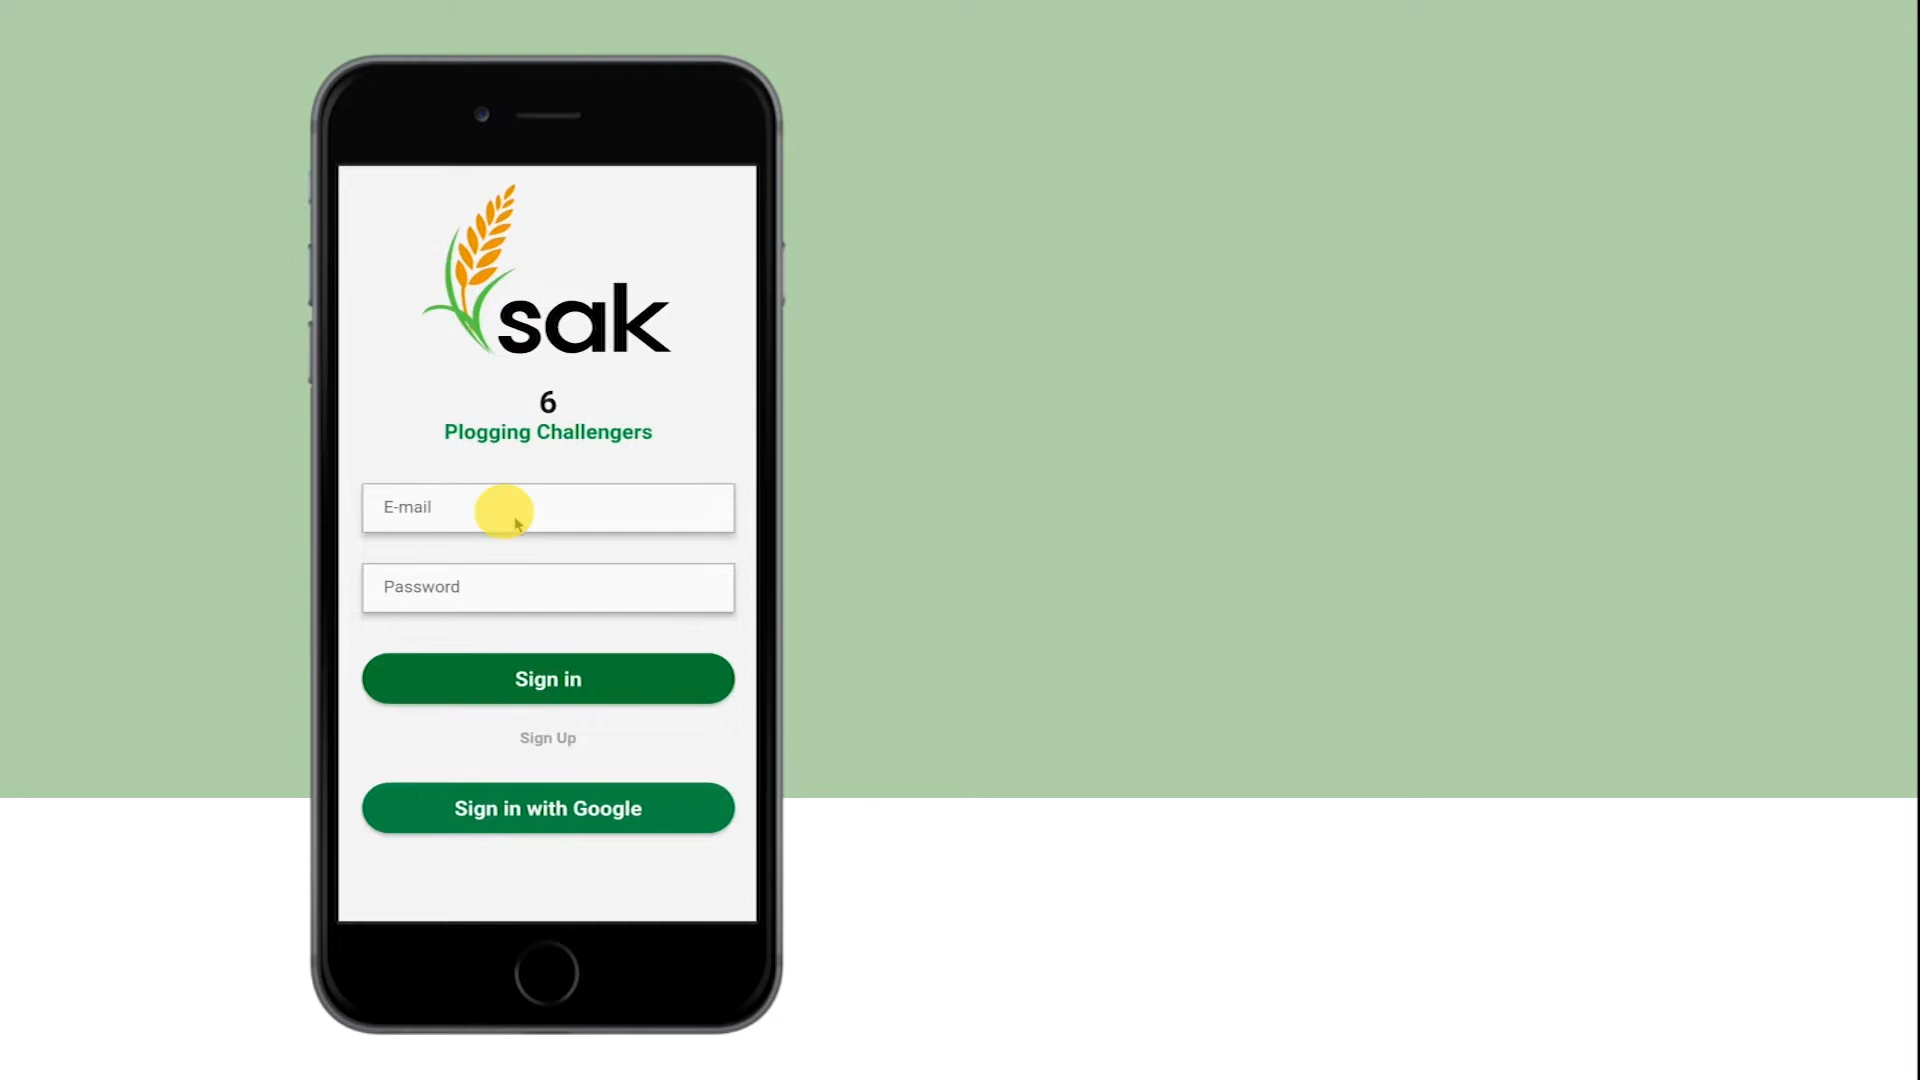 sak
6
Plogging Challengers
E-mail
Password
Sign in
Sign Up
Sign in with Google